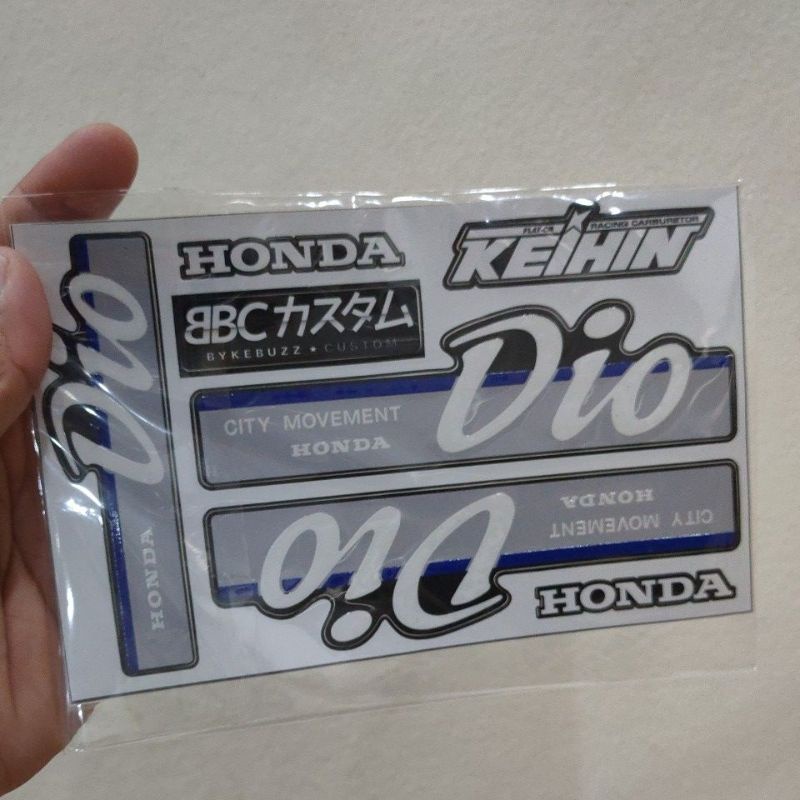 HONDA
FLAT-CR RACING CARBURETOR
KEIHIN
BBCカスタム
BYKEBUZZ ★ CUSTOM
Dio
HONDA
Dio
CITY MOVEMENT
HONDA
Dio
CITY MOVEMENT
HONDA
HONDA